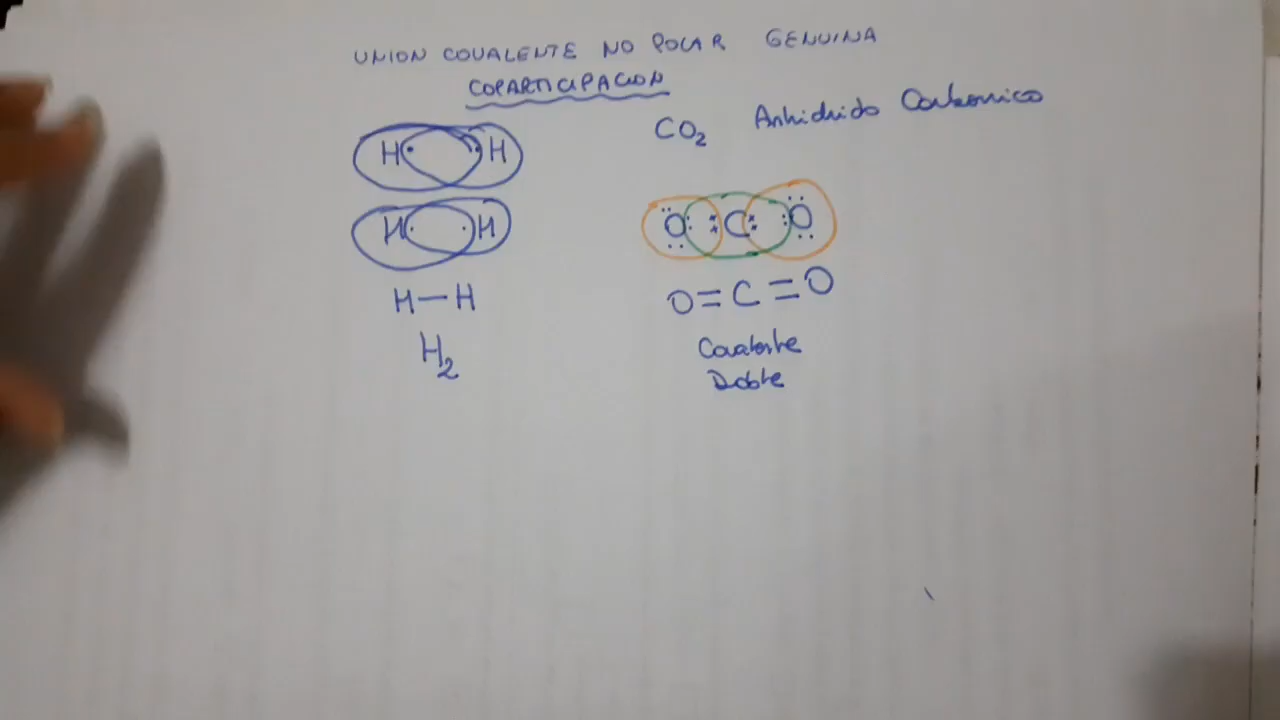 UNION COVALENTE NO POLAR GENUINA
COPARTICIPACION
H H
H H
H—H
H₂
CO₂ Anhidrido Carbonico
O C O
O=C=O
Covalente
Doble